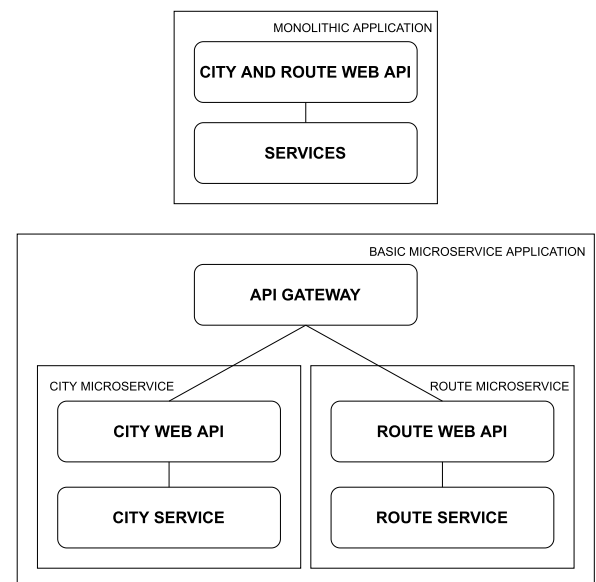 MONOLITHIC APPLICATION
CITY AND ROUTE WEB API
SERVICES
BASIC MICROSERVICE APPLICATION
API GATEWAY
CITY MICROSERVICE
ROUTE MICROSERVICE
CITY WEB API
ROUTE WEB API
CITY SERVICE
ROUTE SERVICE